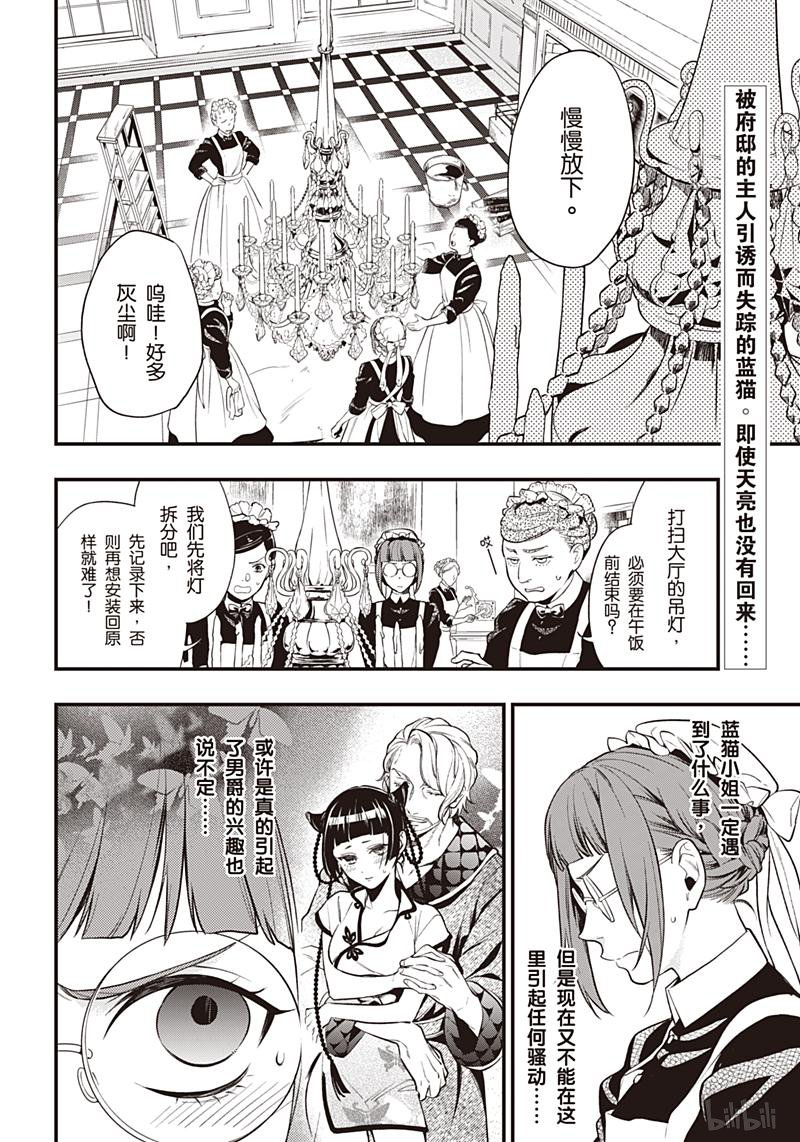 被府邸的主人引诱而失踪的蓝猫。即使天亮也没有回来……
慢慢放下。
呜哇！好多
灰尘啊！
打扫大厅的吊灯，
必须要在午饭
前结束吗？
哎
我们先将灯
拆分吧，
先记录下来，否
则再想安装回原
样就难了！
蓝猫小姐一定遇
到了什么事，
但是现在又不能在这
里引起任何骚动……
或许是真的引起
了男爵的兴趣也
说不定……
bilibili